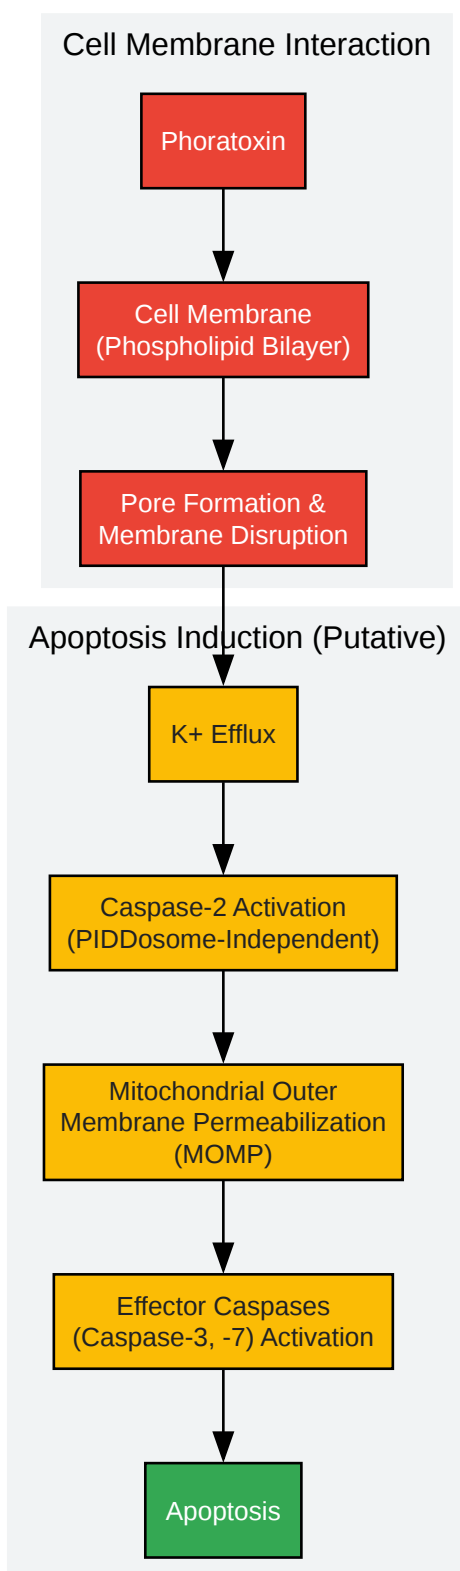 Cell Membrane Interaction
Phoratoxin
Cell Membrane
(Phospholipid Bilayer)
Pore Formation &
Membrane Disruption
Apoptosis Induction (Putative)
K+ Efflux
Caspase-2 Activation
(PIDDosome-Independent)
Mitochondrial Outer
Membrane Permeabilization
(MOMP)
Effector Caspases
(Caspase-3, -7) Activation
Apoptosis